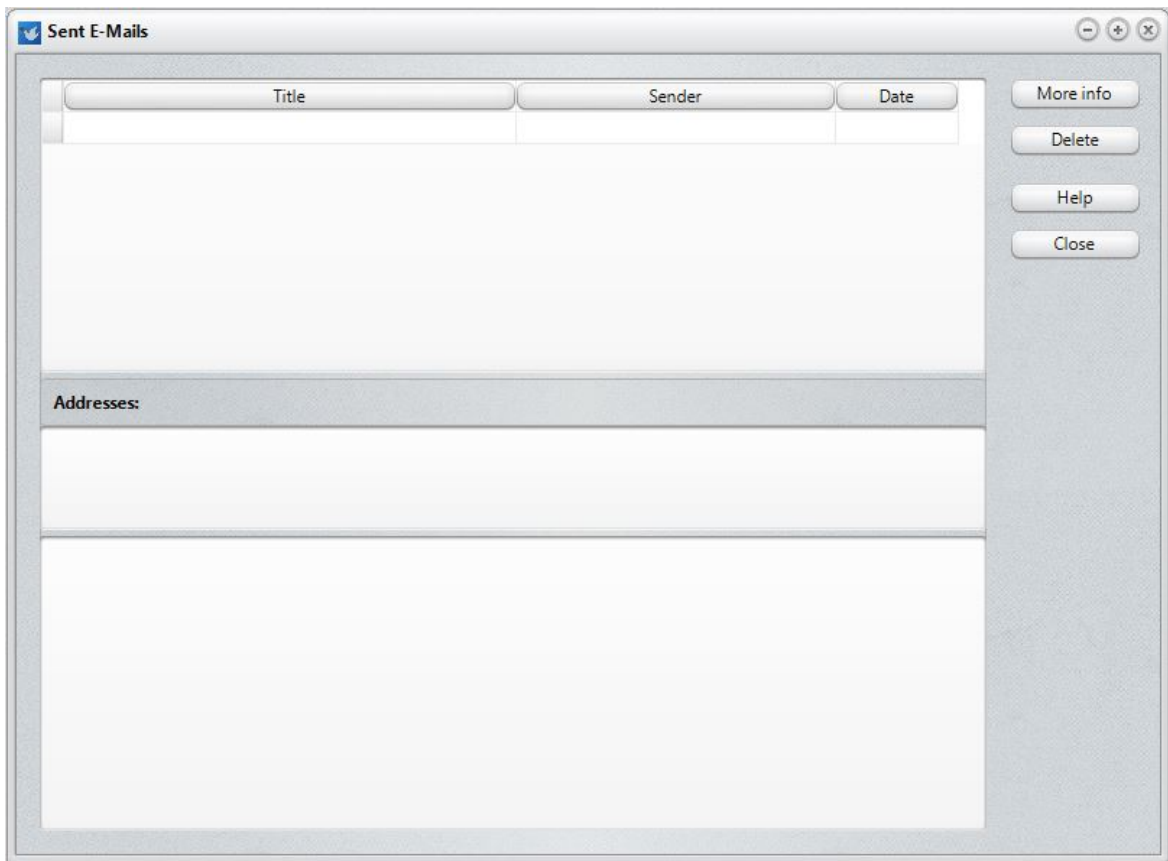 Sent E-Mails
Title Sender Date
More info
Delete
Help
Close
Addresses: